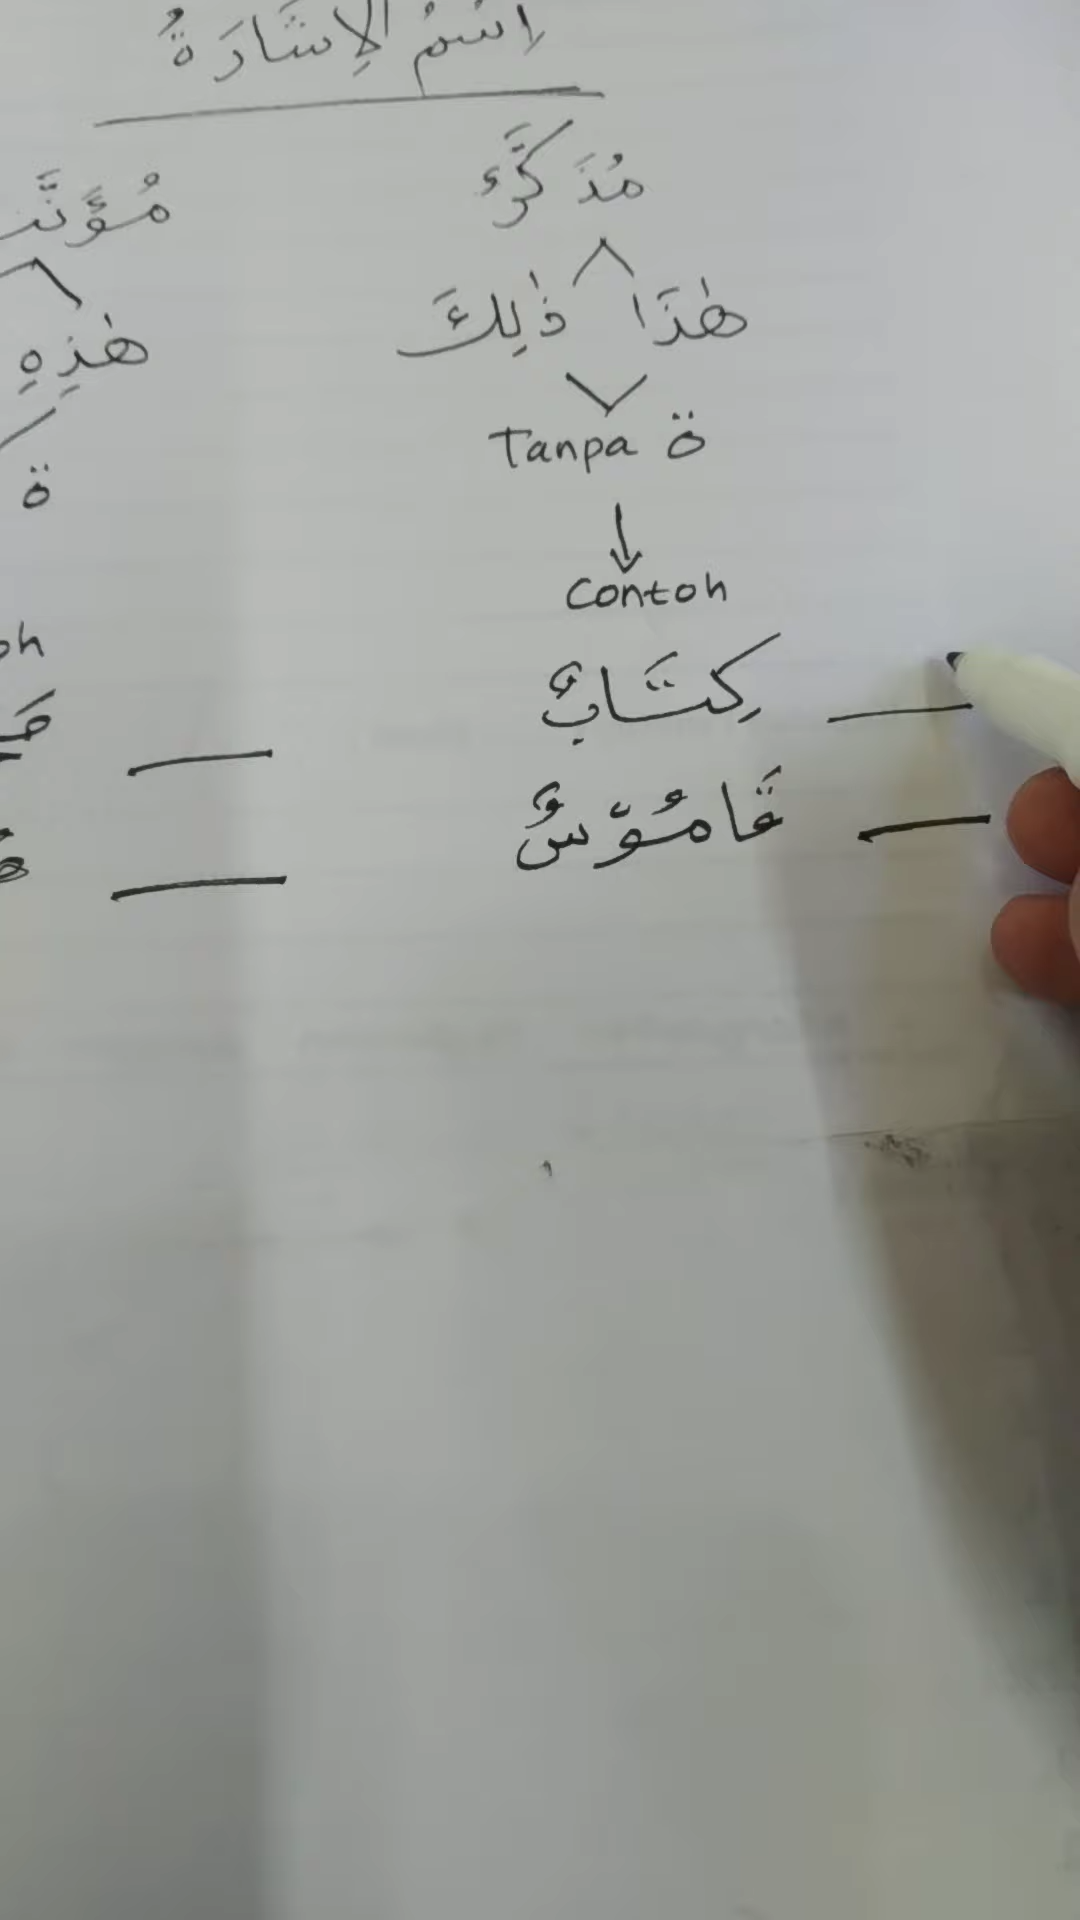 اِسْمُ الْاِشَارَةُ
مُذَكَّرٌ
مُؤَنَّث
هٰذَا ذٰلِكَ
هٰذِهِ
Tanpa ة
ة
Contoh
كِتَابٌ
قَامُوْسٌ